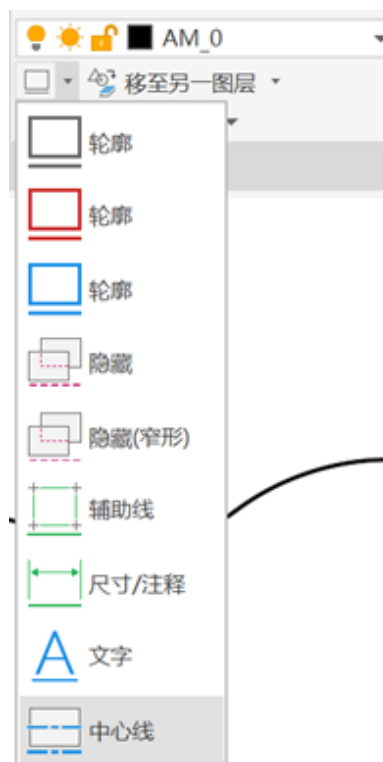 AM_0
移至另一图层
轮廓
轮廓
轮廓
隐藏
隐藏(窄形)
辅助线
尺寸/注释
文字
中心线